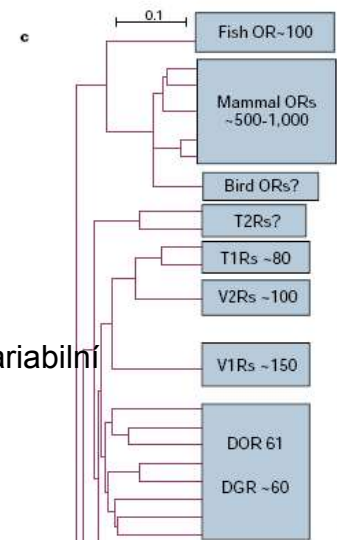 c
0.1
Fish OR~100
Mammal ORs
~500-1,000
Bird ORs?
T2Rs?
T1Rs ~80
V2Rs ~100
ariabilní
V1Rs ~150
DOR 61
DGR ~60